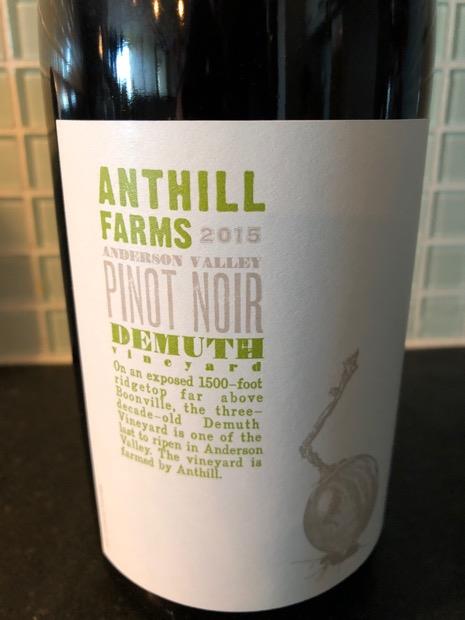 ANTHILL
FARMS 2015
ANDERSON VALLEY
PINOT NOIR
DEMUTH
vineyard
On an exposed 1500-foot
ridgetop far above
Boonville, the three-
decade-old Demuth
Vineyard is one of the
last to ripen in Anderson
Valley. The vineyard is
farmed by Anthill.